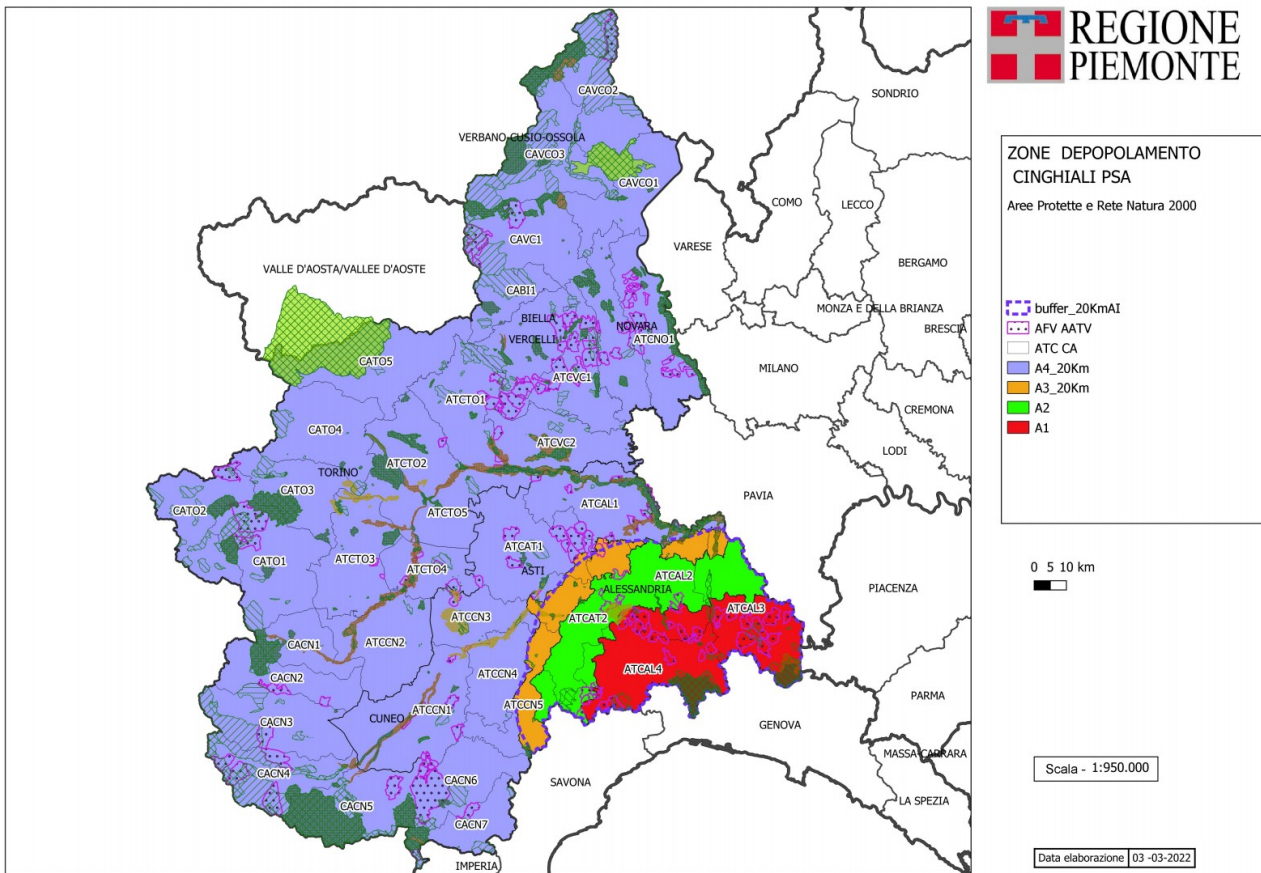 REGIONE
PIEMONTE
ZONE DEPOPOLAMENTO
CINGHIALI PSA
Aree Protette e Rete Natura 2000
buffer_20KmAI
AFV AATV
ATC CA
A4_20Km
A3_20Km
A2
A1
0 5 10 km
Scala - 1:950.000
Data elaborazione 03 -03-2022
CAVCO2
SONDRIO
VERBANO-CUSIO-OSSOLA
CAVCO3
CAVCO1
COMO
LECCO
CAVC1
VARESE
BERGAMO
VALLE D'AOSTA/VALLEE D'AOSTE
CABI1
MONZA E DELLA BRIANZA
BIELLA
NOVARA
BRESCIA
VERCELLI
ATCNO1
CATO5
ATCVC1
MILANO
ATCTO1
CREMONA
CATO4
ATCVC2
LODI
ATCTO2
TORINO
CATO3
PAVIA
CATO2
ATCTO5
ATCAL1
ATCAT1
CATO1
ATCTO3
ATCTO4
ASTI
ATCAL2
PIACENZA
ALESSANDRIA
ATCAL3
ATCCN3
ATCAT2
CACN1
ATCCN2
ATCAL4
CACN2
ATCCN4
PARMA
ATCCN5
ATCCN1
CUNEO
GENOVA
CACN3
MASSA-CARRARA
CACN4
CACN6
SAVONA
LA SPEZIA
CACN5
CACN7
IMPERIA